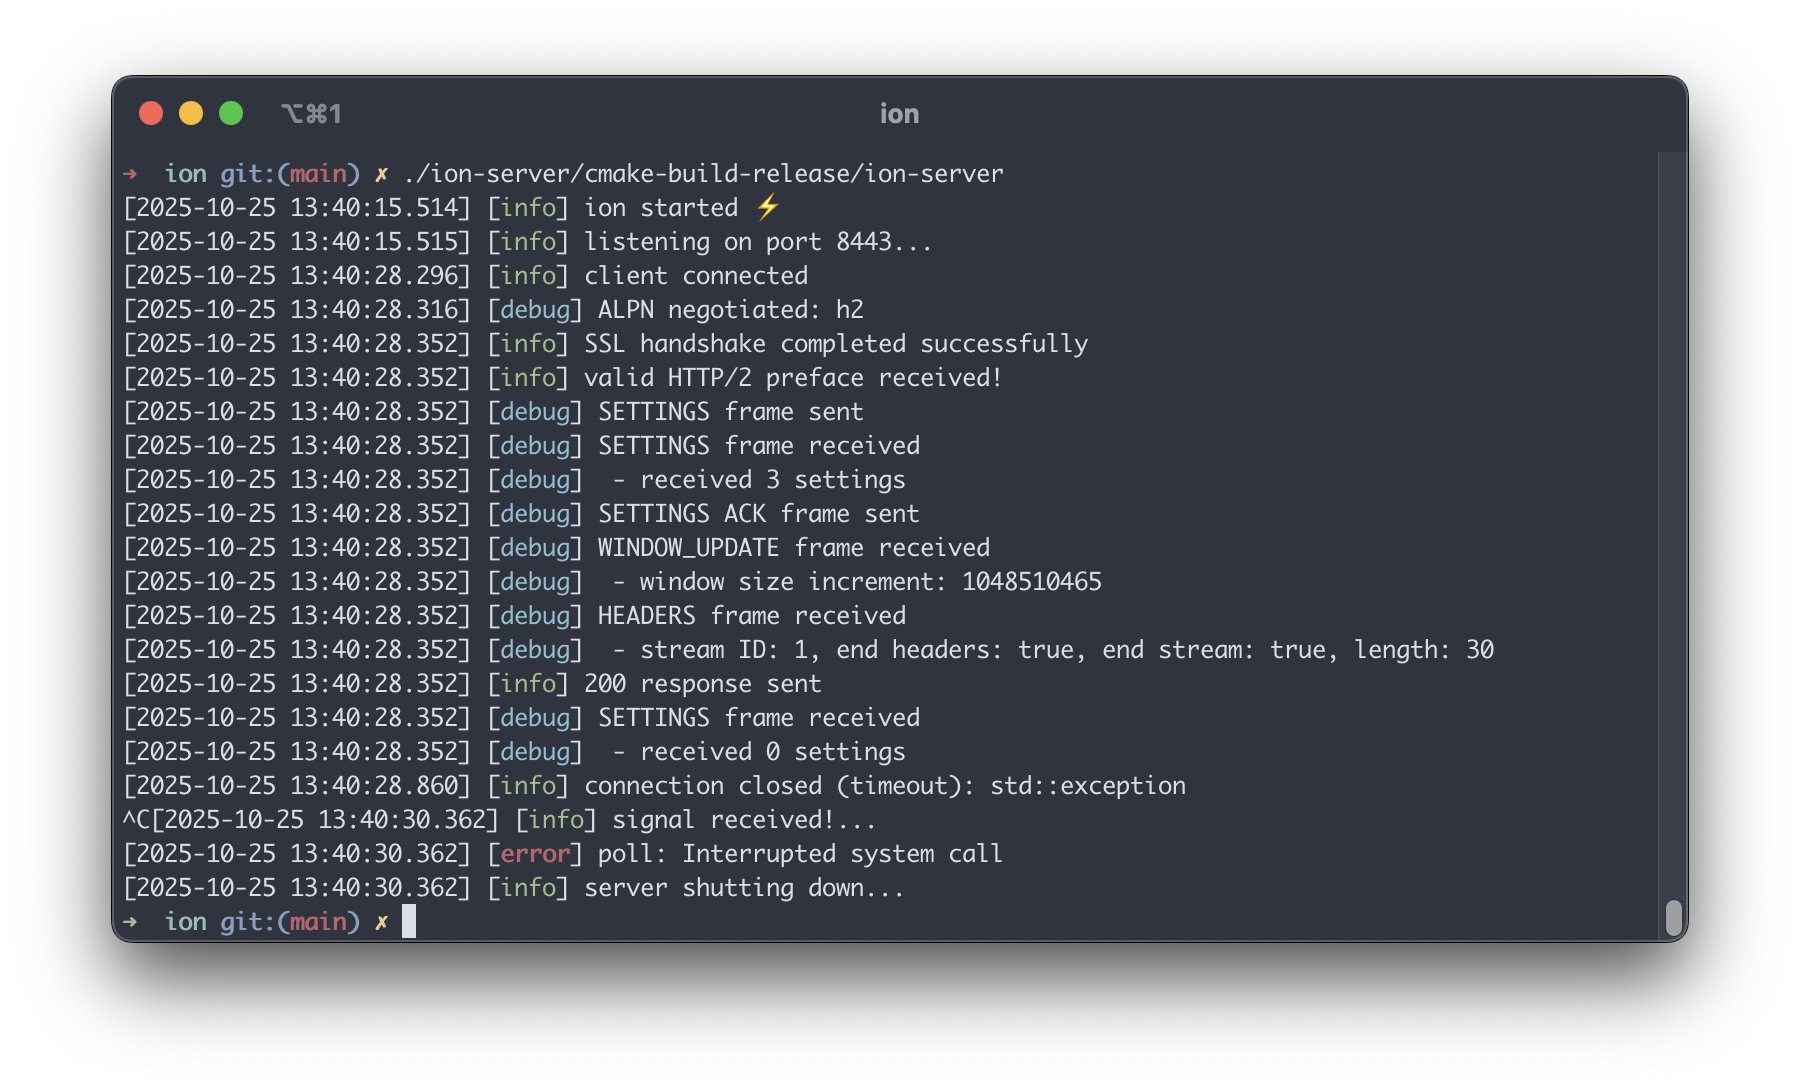 ⌥⌘1 ion
➜  ion git:(main) ✗ ./ion-server/cmake-build-release/ion-server
[2025-10-25 13:40:15.514] [info] ion started ⚡
[2025-10-25 13:40:15.515] [info] listening on port 8443...
[2025-10-25 13:40:28.296] [info] client connected
[2025-10-25 13:40:28.316] [debug] ALPN negotiated: h2
[2025-10-25 13:40:28.352] [info] SSL handshake completed successfully
[2025-10-25 13:40:28.352] [info] valid HTTP/2 preface received!
[2025-10-25 13:40:28.352] [debug] SETTINGS frame sent
[2025-10-25 13:40:28.352] [debug] SETTINGS frame received
[2025-10-25 13:40:28.352] [debug]  - received 3 settings
[2025-10-25 13:40:28.352] [debug] SETTINGS ACK frame sent
[2025-10-25 13:40:28.352] [debug] WINDOW_UPDATE frame received
[2025-10-25 13:40:28.352] [debug]  - window size increment: 1048510465
[2025-10-25 13:40:28.352] [debug] HEADERS frame received
[2025-10-25 13:40:28.352] [debug]  - stream ID: 1, end headers: true, end stream: true, length: 30
[2025-10-25 13:40:28.352] [info] 200 response sent
[2025-10-25 13:40:28.352] [debug] SETTINGS frame received
[2025-10-25 13:40:28.352] [debug]  - received 0 settings
[2025-10-25 13:40:28.860] [info] connection closed (timeout): std::exception
^C[2025-10-25 13:40:30.362] [info] signal received!...
[2025-10-25 13:40:30.362] [error] poll: Interrupted system call
[2025-10-25 13:40:30.362] [info] server shutting down...
➜  ion git:(main) ✗